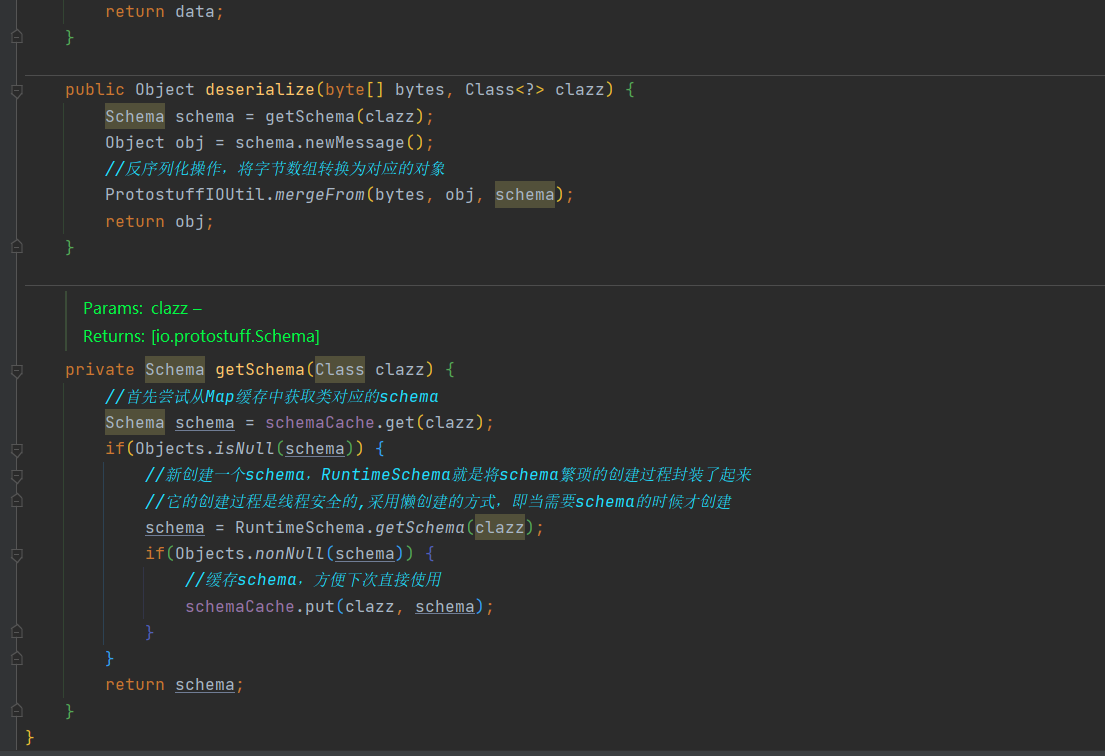 return data;
}
public Object deserialize(byte[] bytes, Class<?> clazz) {
Schema schema = getSchema(clazz);
Object obj = schema.newMessage();
//反序列化操作，将字节数组转换为对应的对象
ProtostuffIOUtil.mergeFrom(bytes, obj, schema);
return obj;
}
Params: clazz –
Returns: [io.protostuff.Schema]
private Schema getSchema(Class clazz) {
//首先尝试从Map缓存中获取类对应的schema
Schema schema = schemaCache.get(clazz);
if(Objects.isNull(schema)) {
//新创建一个schema，RuntimeSchema就是将schema繁琐的创建过程封装了起来
//它的创建过程是线程安全的,采用懒创建的方式，即当需要schema的时候才创建
schema = RuntimeSchema.getSchema(clazz);
if(Objects.nonNull(schema)) {
//缓存schema，方便下次直接使用
schemaCache.put(clazz, schema);
}
}
return schema;
}
}